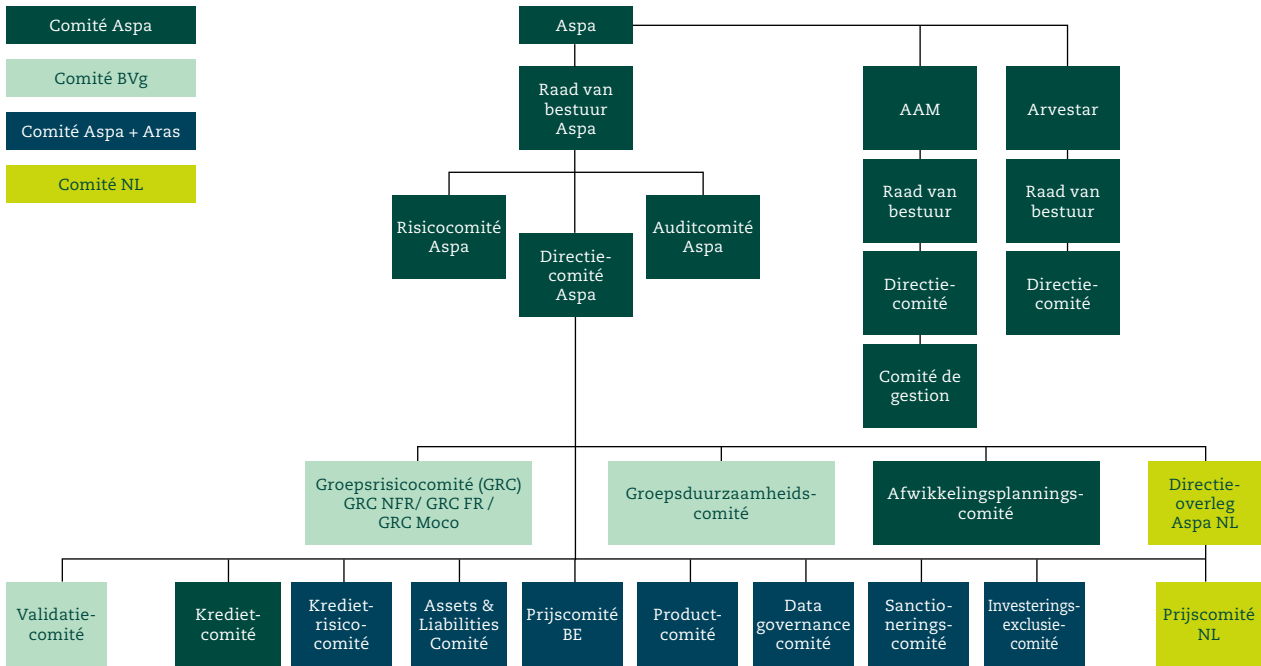 Comité Aspa
Comité BVg
Comité Aspa + Aras
Comité NL
Aspa
Raad van
bestuur
Aspa
AAM
Arvestar
Risicocomité
Aspa
Directie-
comité
Aspa
Auditcomité
Aspa
Raad van
bestuur
Raad van
bestuur
Directie-
comité
Directie-
comité
Comité de
gestion
Groepsrisicocomité (GRC)
GRC NFR/ GRC FR /
GRC Moco
Groepsduurzaamheids-
comité
Afwikkelingsplannings-
comité
Directie-
overleg
Aspa NL
Validatie-
comité
Krediet-
comité
Krediet-
risico-
comité
Assets &
Liabilities
Comité
Prijscomité
BE
Product-
comité
Data
governance
comité
Sanctio-
nerings-
comité
Investerings-
exclusie-
comité
Prijscomité
NL